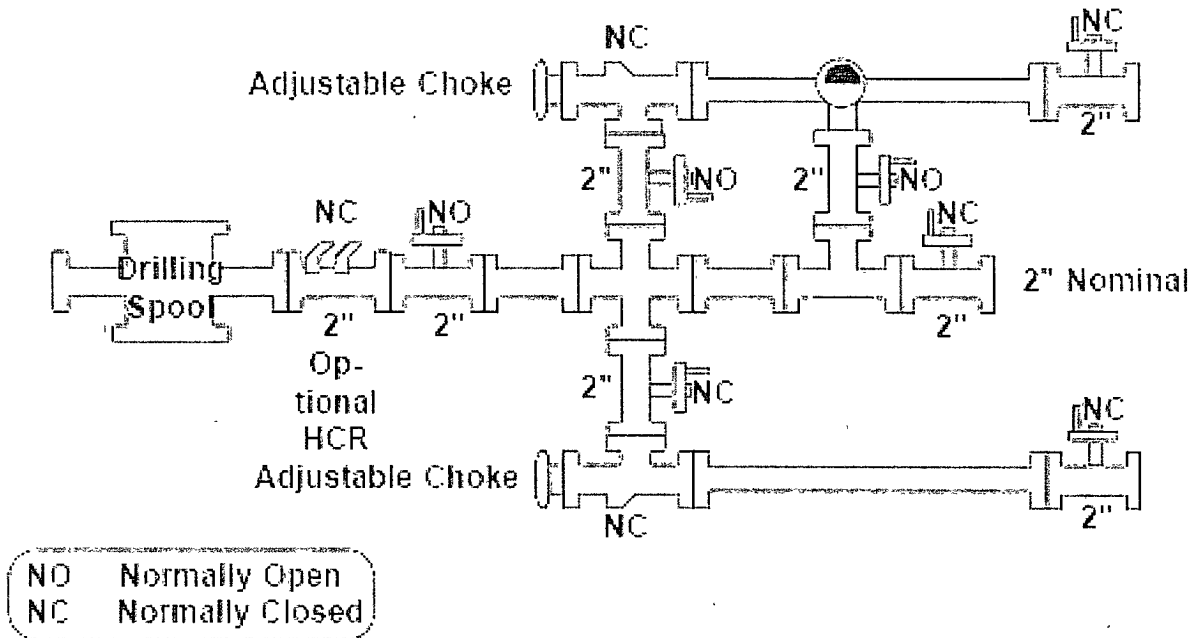 NC
NC
Adjustable Choke
2"
2"
NO
2"
NO
NC
NO
NC
Drilling
Spool
2" Nominal
2"
2"
2"
Op-
tional
HCR
2"
NC
NC
Adjustable Choke
NC
2"
NO Normally Open
NC Normally Closed